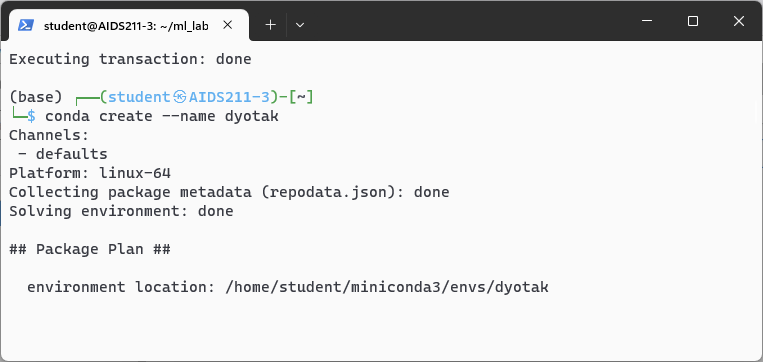 student@AIDS211-3: ~/ml_lab
Executing transaction: done
(base) ┌──(student㉿AIDS211-3)-[~]
└─$ conda create --name dyotak
Channels:
 - defaults
Platform: linux-64
Collecting package metadata (repodata.json): done
Solving environment: done
## Package Plan ##
  environment location: /home/student/miniconda3/envs/dyotak